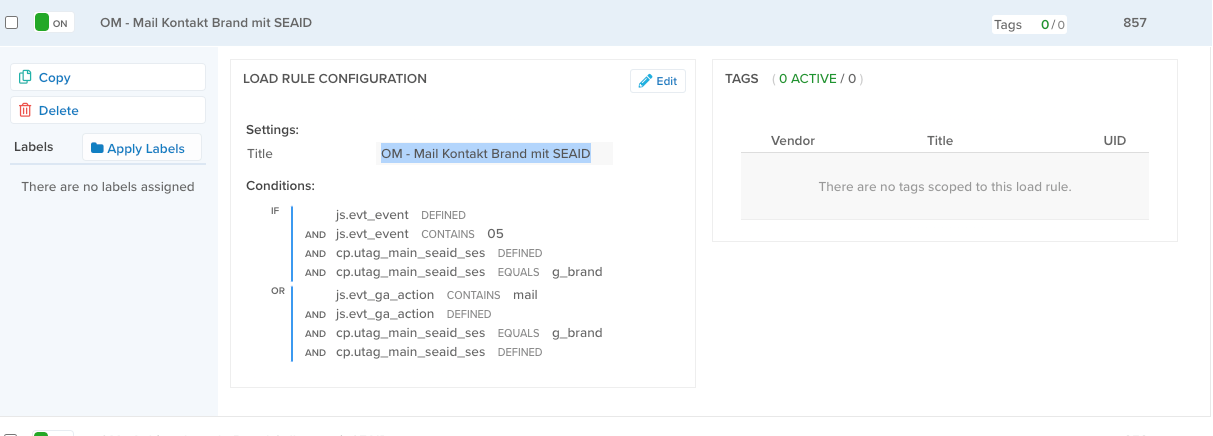 ON OM - Mail Kontakt Brand mit SEAID Tags 0 / 0 857
Copy
Delete
Labels Apply Labels
There are no labels assigned
LOAD RULE CONFIGURATION Edit
Settings:
Title OM - Mail Kontakt Brand mit SEAID
Conditions:
IF js.evt_event DEFINED
AND js.evt_event CONTAINS 05
AND cp.utag_main_seaid_ses DEFINED
AND cp.utag_main_seaid_ses EQUALS g_brand
OR js.evt_ga_action CONTAINS mail
AND js.evt_ga_action DEFINED
AND cp.utag_main_seaid_ses EQUALS g_brand
AND cp.utag_main_seaid_ses DEFINED
TAGS ( 0 ACTIVE / 0 )
Vendor Title UID
There are no tags scoped to this load rule.